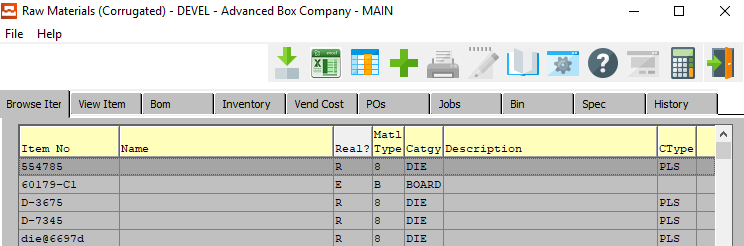 Raw Materials (Corrugated) - DEVEL - Advanced Box Company - MAIN
File Help
Browse Iter View Item Bom Inventory Vend Cost POs Jobs Bin Spec History
Item No Name Real? Matl Type Catgy Description CType
554785 R 8 DIE PLS
60179-C1 E B BOARD
D-3675 R 8 DIE PLS
D-7345 R 8 DIE PLS
die@6697d R 8 DIE PLS